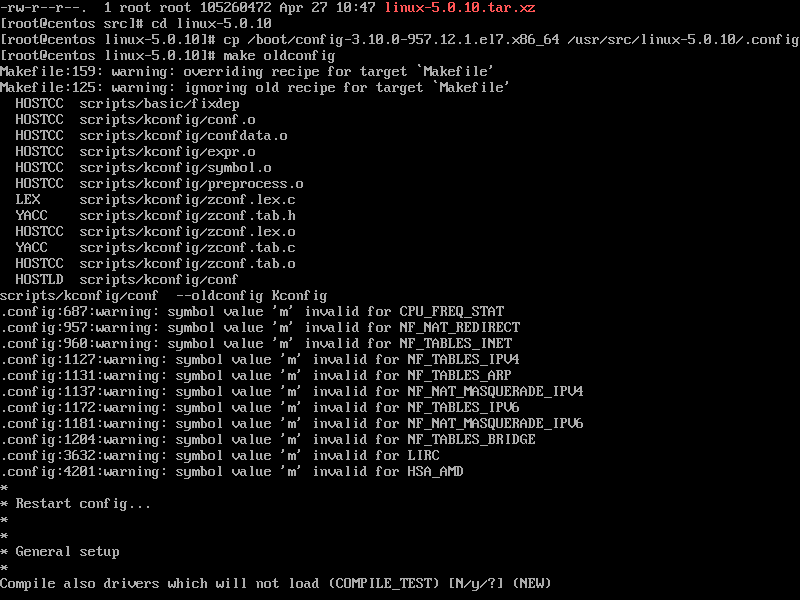 -rw-r--r--.  1 root root 105260472 Apr 27 10:47 linux-5.0.10.tar.xz
[root@centos src]# cd linux-5.0.10
[root@centos linux-5.0.10]# cp /boot/config-3.10.0-957.12.1.el7.x86_64 /usr/src/linux-5.0.10/.config
[root@centos linux-5.0.10]# make oldconfig
Makefile:159: warning: overriding recipe for target `Makefile'
Makefile:125: warning: ignoring old recipe for target `Makefile'
  HOSTCC  scripts/basic/fixdep
  HOSTCC  scripts/kconfig/conf.o
  HOSTCC  scripts/kconfig/confdata.o
  HOSTCC  scripts/kconfig/expr.o
  HOSTCC  scripts/kconfig/symbol.o
  HOSTCC  scripts/kconfig/preprocess.o
  LEX     scripts/kconfig/zconf.lex.c
  YACC    scripts/kconfig/zconf.tab.h
  HOSTCC  scripts/kconfig/zconf.lex.o
  YACC    scripts/kconfig/zconf.tab.c
  HOSTCC  scripts/kconfig/zconf.tab.o
  HOSTLD  scripts/kconfig/conf
scripts/kconfig/conf  --oldconfig Kconfig
.config:687:warning: symbol value 'm' invalid for CPU_FREQ_STAT
.config:957:warning: symbol value 'm' invalid for NF_NAT_REDIRECT
.config:960:warning: symbol value 'm' invalid for NF_TABLES_INET
.config:1127:warning: symbol value 'm' invalid for NF_TABLES_IPV4
.config:1131:warning: symbol value 'm' invalid for NF_TABLES_ARP
.config:1137:warning: symbol value 'm' invalid for NF_NAT_MASQUERADE_IPV4
.config:1172:warning: symbol value 'm' invalid for NF_TABLES_IPV6
.config:1181:warning: symbol value 'm' invalid for NF_NAT_MASQUERADE_IPV6
.config:1204:warning: symbol value 'm' invalid for NF_TABLES_BRIDGE
.config:3632:warning: symbol value 'm' invalid for LIRC
.config:4201:warning: symbol value 'm' invalid for HSA_AMD
*
* Restart config...
*
*
* General setup
*
Compile also drivers which will not load (COMPILE_TEST) [N/y/?] (NEW)